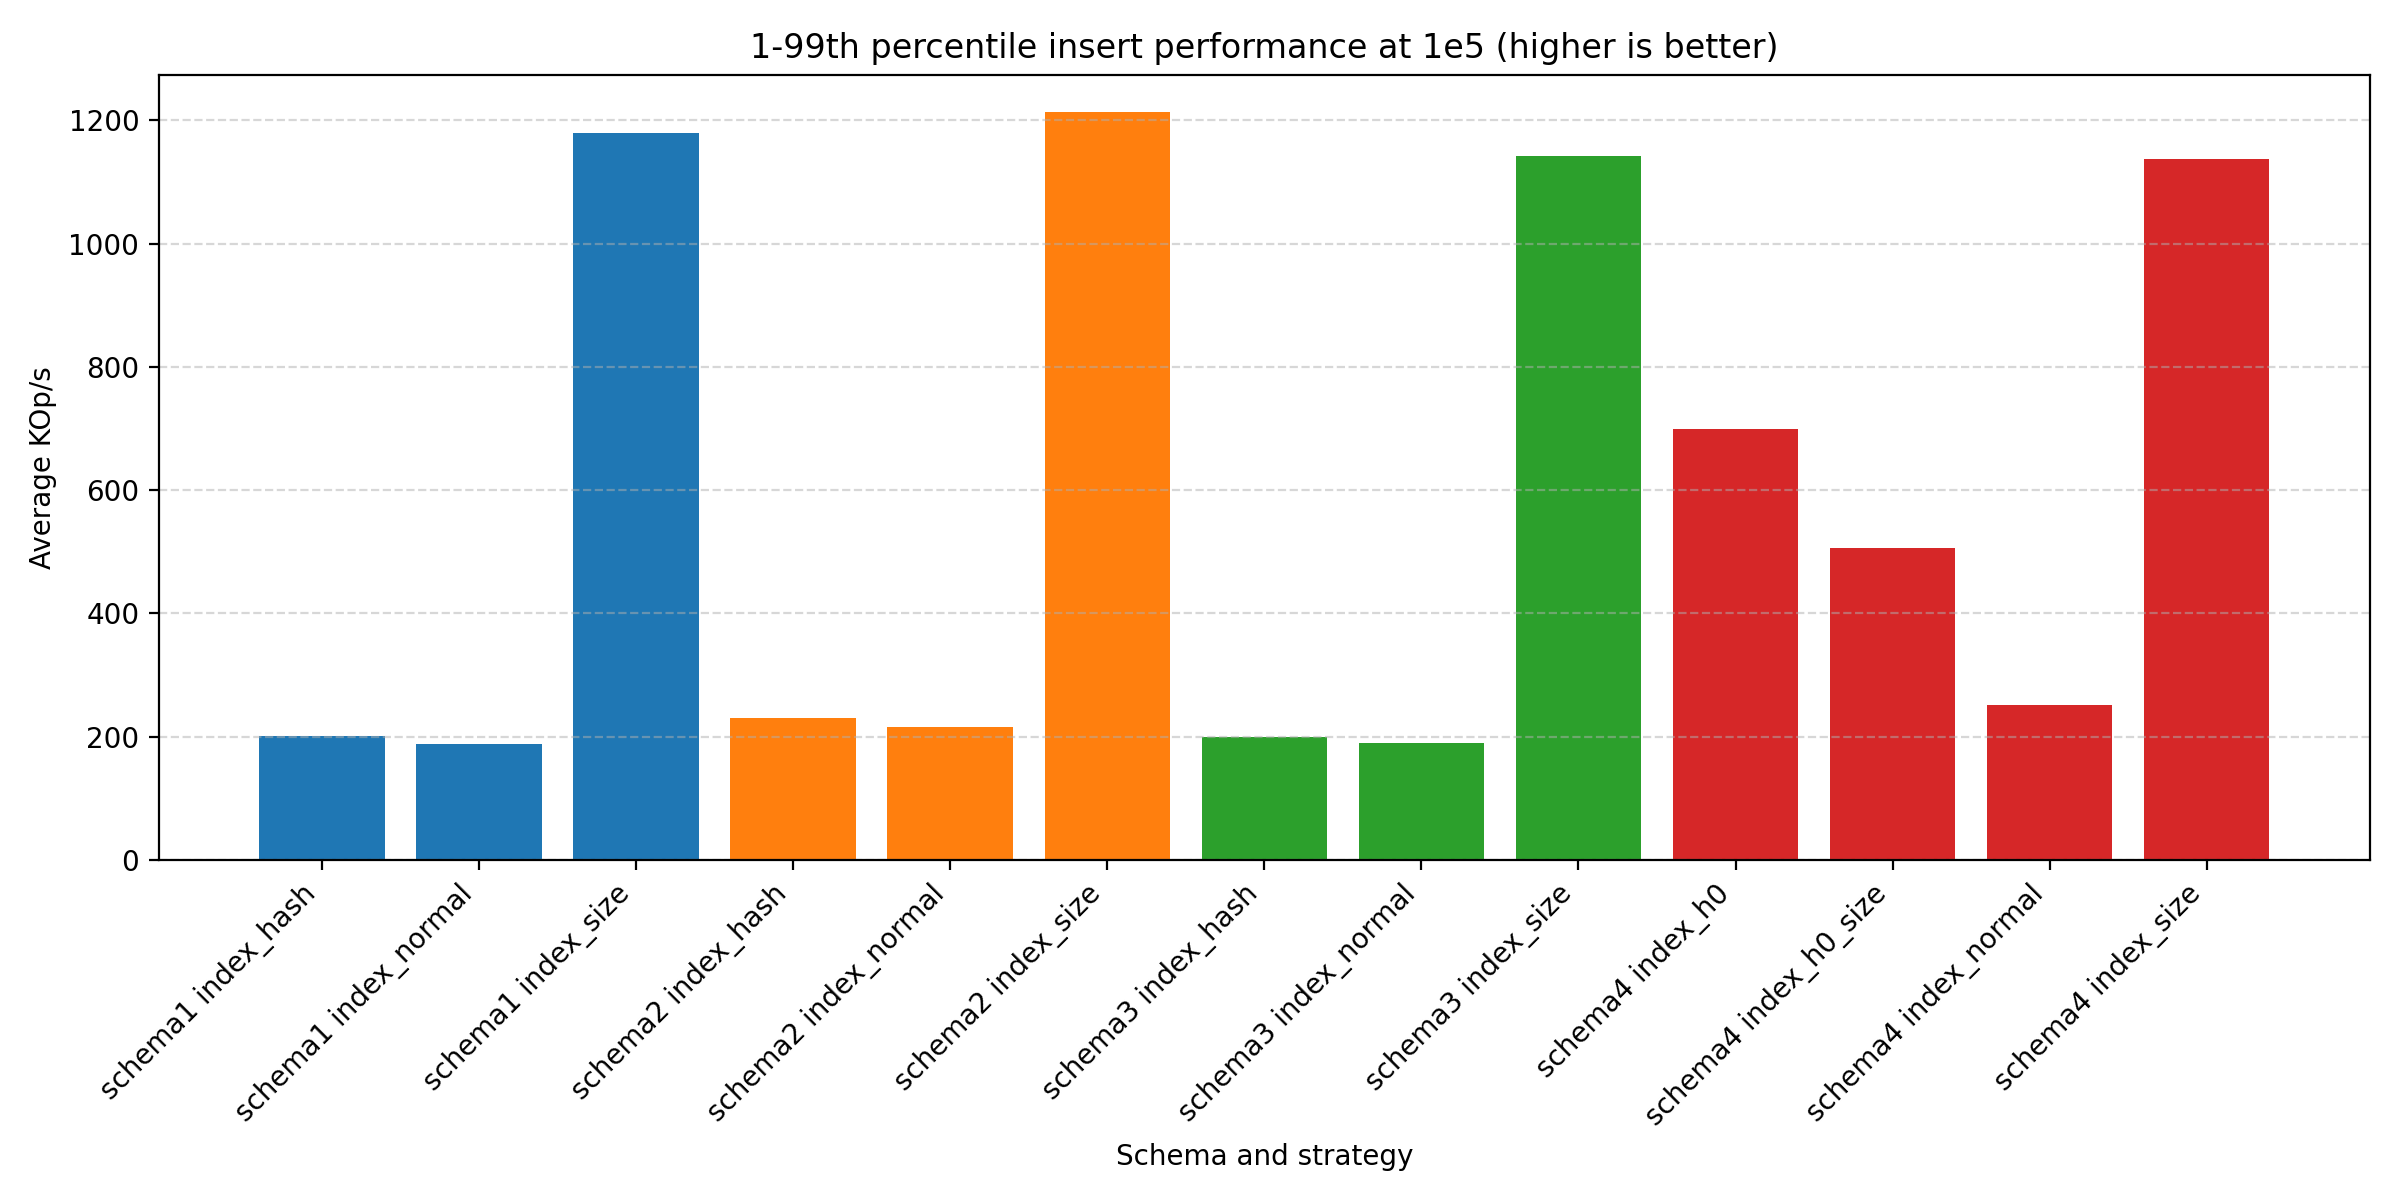 1-99th percentile insert performance at 1e5 (higher is better)
Average KOp/s
1200
1000
800
600
400
200
0
schema1 index_hash
schema1 index_normal
schema1 index_size
schema2 index_hash
schema2 index_normal
schema2 index_size
schema3 index_hash
schema3 index_normal
schema3 index_size
schema4 index_h0
schema4 index_h0_size
schema4 index_normal
schema4 index_size
Schema and strategy